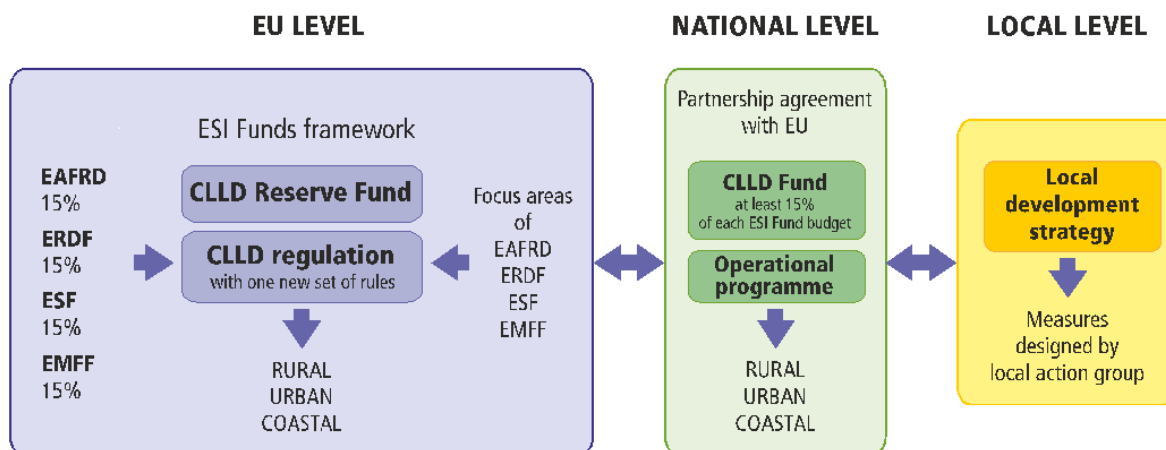 EU LEVEL
ESI Funds framework
EAFRD
15%
ERDF
15%
ESF
15%
EMFF
15%
CLLD Reserve Fund
CLLD regulation
with one new set of rules
RURAL
URBAN
COASTAL
Focus areas
of
EAFRD
ERDF
ESF
EMFF
NATIONAL LEVEL
Partnership agreement
with EU
CLLD Fund
at least 15%
of each ESI Fund budget
Operational
programme
RURAL
URBAN
COASTAL
LOCAL LEVEL
Local
development
strategy
Measures
designed by
local action group